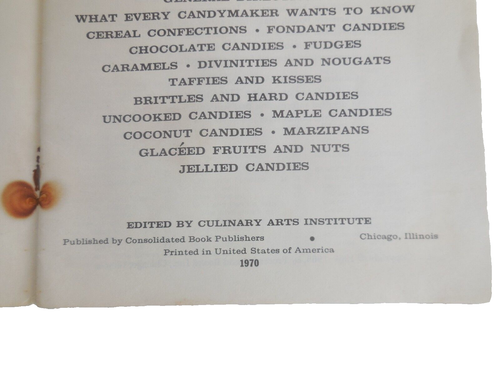 WHAT EVERY CANDYMAKER WANTS TO KNOW
CEREAL CONFECTIONS • FONDANT CANDIES
CHOCOLATE CANDIES • FUDGES
CARAMELS • DIVINITIES AND NOUGATS
TAFFIES AND KISSES
BRITTLES AND HARD CANDIES
UNCOOKED CANDIES • MAPLE CANDIES
COCONUT CANDIES • MARZIPANS
GLACÉED FRUITS AND NUTS
JELLIED CANDIES
EDITED BY CULINARY ARTS INSTITUTE
Published by Consolidated Book Publishers • Chicago, Illinois
Printed in United States of America
1970